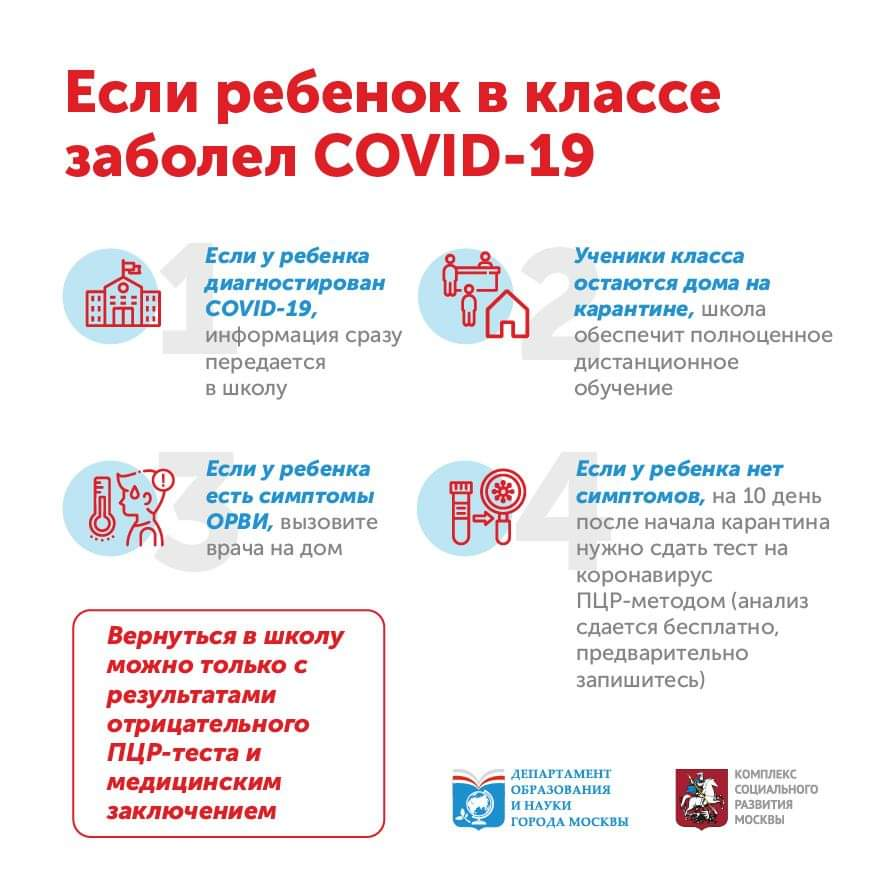 Если ребенок в классе
заболел COVID-19
1
Если у ребенка
диагностирован
COVID-19,
информация сразу
передается
в школу
2
Ученики класса
остаются дома на
карантине, школа
обеспечит полноценное
дистанционное
обучение
3
Если у ребенка
есть симптомы
ОРВИ, вызовите
врача на дом
4
Если у ребенка нет
симптомов, на 10 день
после начала карантина
нужно сдать тест на
коронавирус
ПЦР-методом (анализ
сдается бесплатно,
предварительно
запишитесь)
Вернуться в школу
можно только с
результатами
отрицательного
ПЦР-теста и
медицинским
заключением
ДЕПАРТАМЕНТ
ОБРАЗОВАНИЯ
И НАУКИ
ГОРОДА МОСКВЫ
КОМПЛЕКС
СОЦИАЛЬНОГО
РАЗВИТИЯ
МОСКВЫ